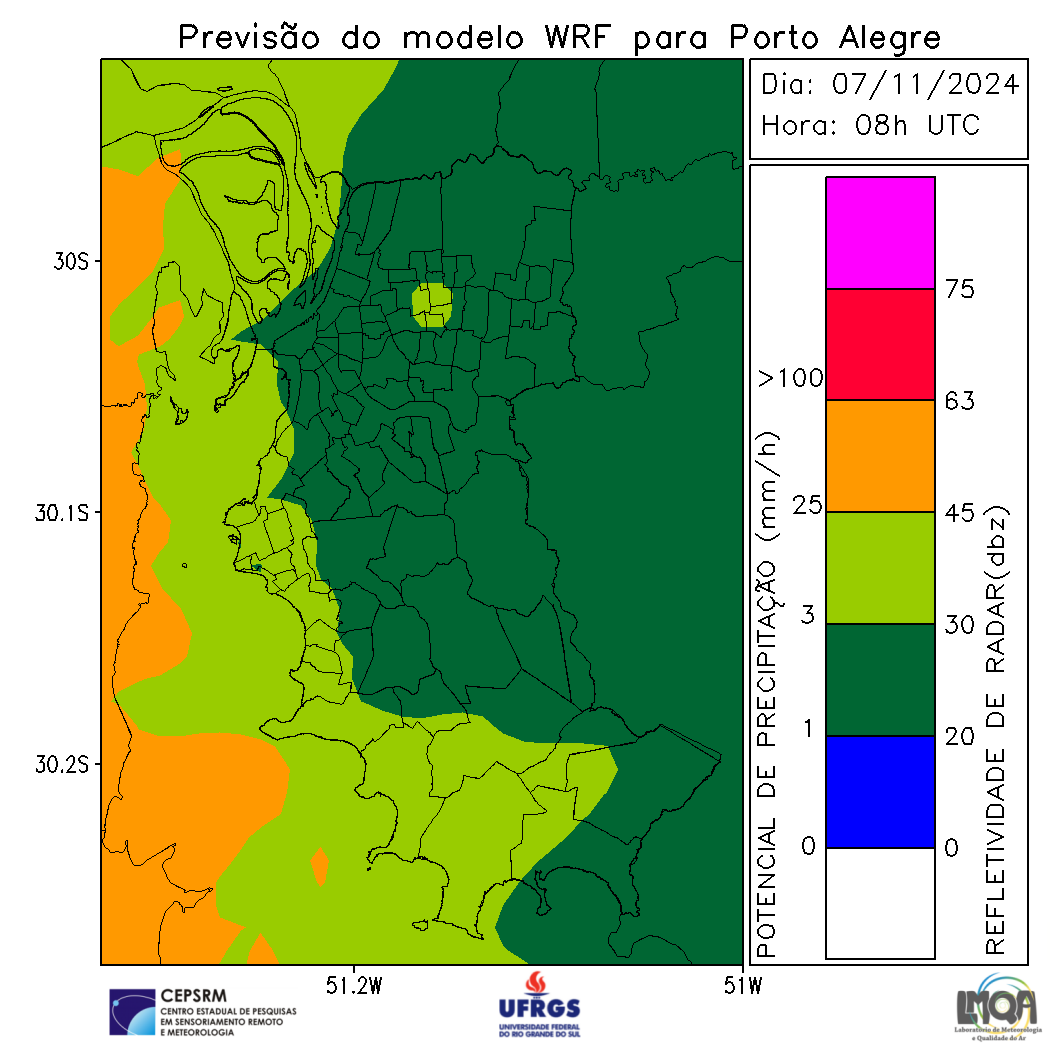 Previsão do modelo WRF para Porto Alegre
Dia: 07/11/2024
Hora: 08h UTC
30S
30.1S
30.2S
51.2W
51W
POTENCIAL DE PRECIPITAÇÃO (mm/h)
>100
25
3
1
0
75
63
45
30
20
0
REFLETIVIDADE DE RADAR(dbz)
CEPSRM
CENTRO ESTADUAL DE PESQUISAS
EM SENSORIAMENTO REMOTO
E METEOROLOGIA
UFRGS
UNIVERSIDADE FEDERAL
DO RIO GRANDE DO SUL
LMQA
Laboratório de Meteorologia
e Qualidade do Ar